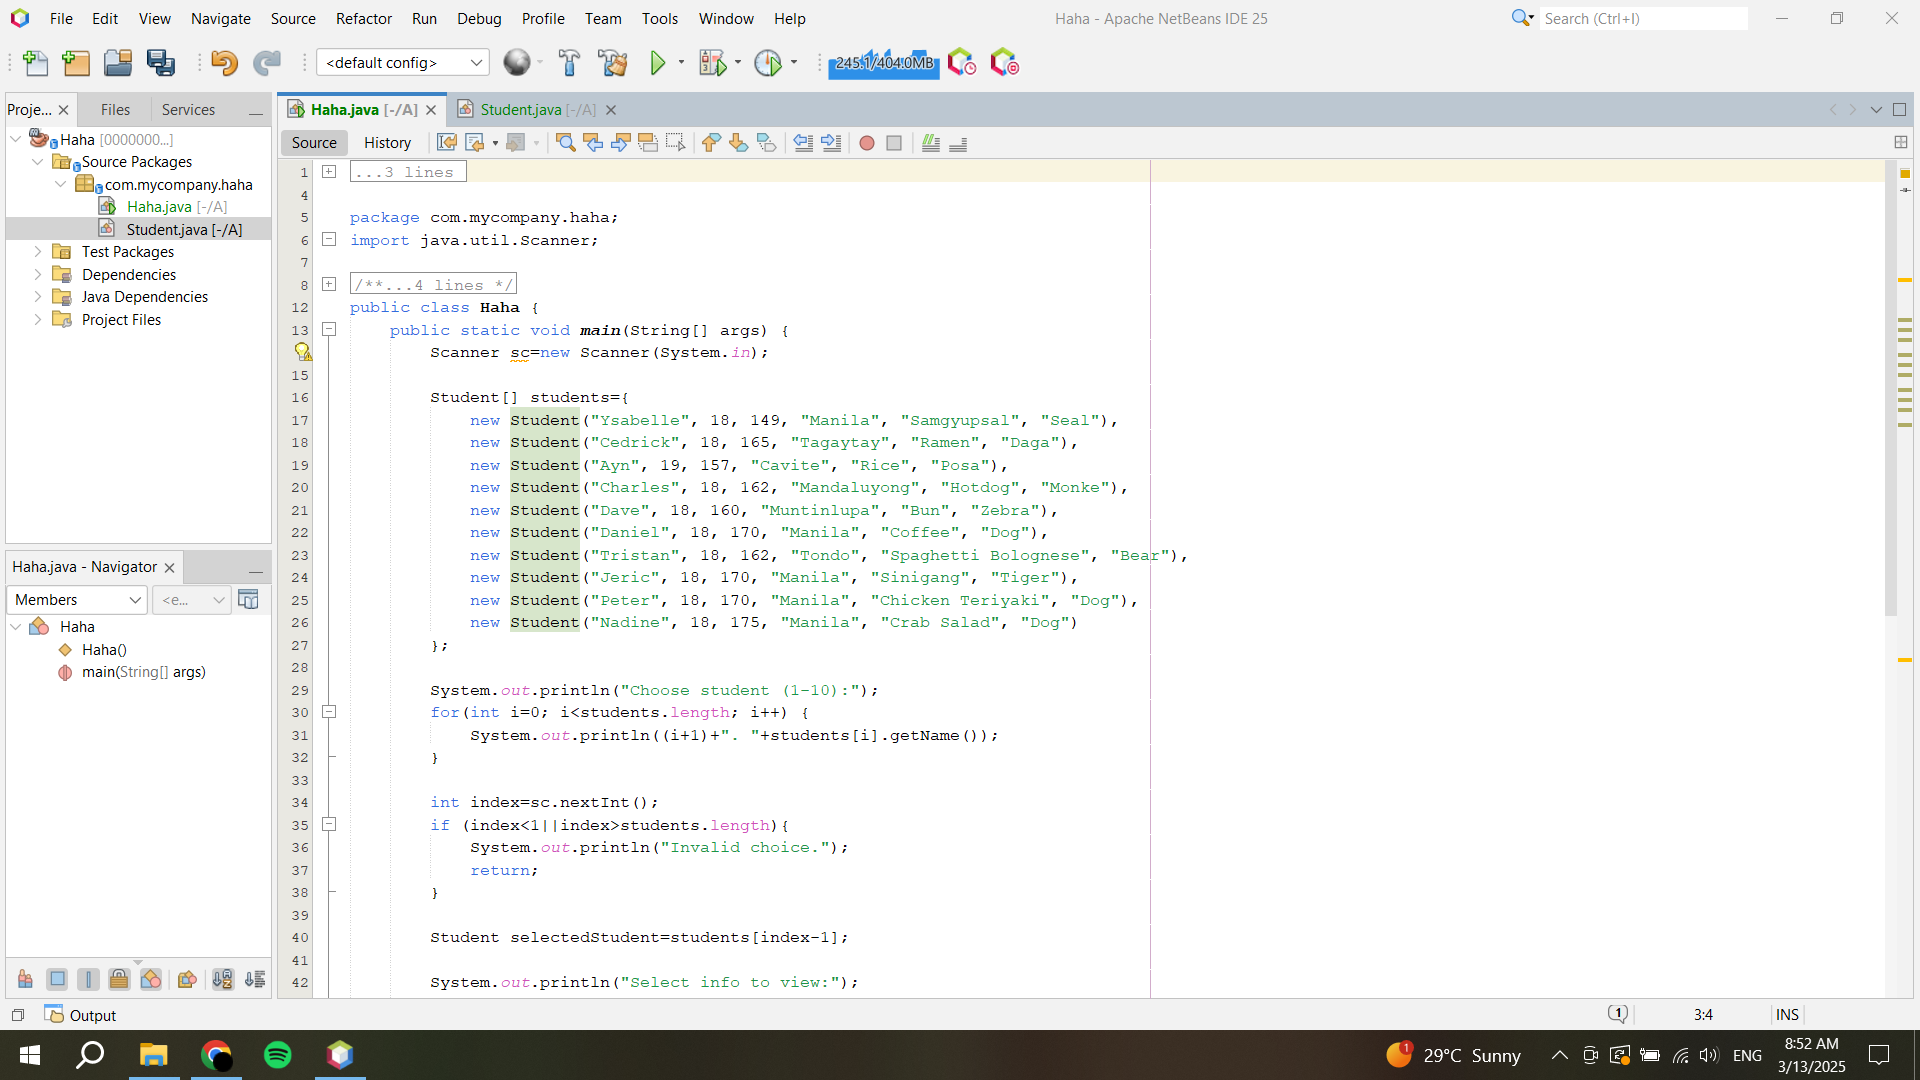 File Edit View Navigate Source Refactor Run Debug Profile Team Tools Window Help
Haha - Apache NetBeans IDE 25
Search (Ctrl+I)
<default config>
245.1/404.0MB
Proje... Files Services
Haha.java [-/A] Student.java [-/A]
Source History
Haha [0000000...]
Source Packages
com.mycompany.haha
Haha.java [-/A]
Student.java [-/A]
Test Packages
Dependencies
Java Dependencies
Project Files
Haha.java - Navigator
Members
<e...
Haha
Haha()
main(String[] args)
1 ...3 lines
4
5 package com.mycompany.haha;
6 import java.util.Scanner;
7
8 /**...4 lines */
12 public class Haha {
13 public static void main(String[] args) {
Scanner sc=new Scanner(System.in);
15
16 Student[] students={
17 new Student("Ysabelle", 18, 149, "Manila", "Samgyupsal", "Seal"),
18 new Student("Cedrick", 18, 165, "Tagaytay", "Ramen", "Daga"),
19 new Student("Ayn", 19, 157, "Cavite", "Rice", "Posa"),
20 new Student("Charles", 18, 162, "Mandaluyong", "Hotdog", "Monke"),
21 new Student("Dave", 18, 160, "Muntinlupa", "Bun", "Zebra"),
22 new Student("Daniel", 18, 170, "Manila", "Coffee", "Dog"),
23 new Student("Tristan", 18, 162, "Tondo", "Spaghetti Bolognese", "Bear"),
24 new Student("Jeric", 18, 170, "Manila", "Sinigang", "Tiger"),
25 new Student("Peter", 18, 170, "Manila", "Chicken Teriyaki", "Dog"),
26 new Student("Nadine", 18, 175, "Manila", "Crab Salad", "Dog")
27 };
28
29 System.out.println("Choose student (1-10):");
30 for(int i=0; i<students.length; i++) {
31 System.out.println((i+1)+". "+students[i].getName());
32 }
33
34 int index=sc.nextInt();
35 if (index<1||index>students.length){
36 System.out.println("Invalid choice.");
37 return;
38 }
39
40 Student selectedStudent=students[index-1];
41
42 System.out.println("Select info to view:");
Output
1
3:4
INS
1
29°C Sunny
ENG
8:52 AM
3/13/2025